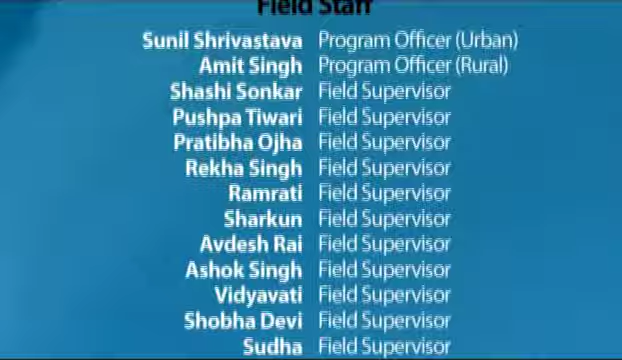 Field Staff
Sunil Shrivastava Program Officer (Urban)
Amit Singh Program Officer (Rural)
Shashi Sonkar Field Supervisor
Pushpa Tiwari Field Supervisor
Pratibha Ojha Field Supervisor
Rekha Singh Field Supervisor
Ramrati Field Supervisor
Sharkun Field Supervisor
Avdesh Rai Field Supervisor
Ashok Singh Field Supervisor
Vidyavati Field Supervisor
Shobha Devi Field Supervisor
Sudha Field Supervisor